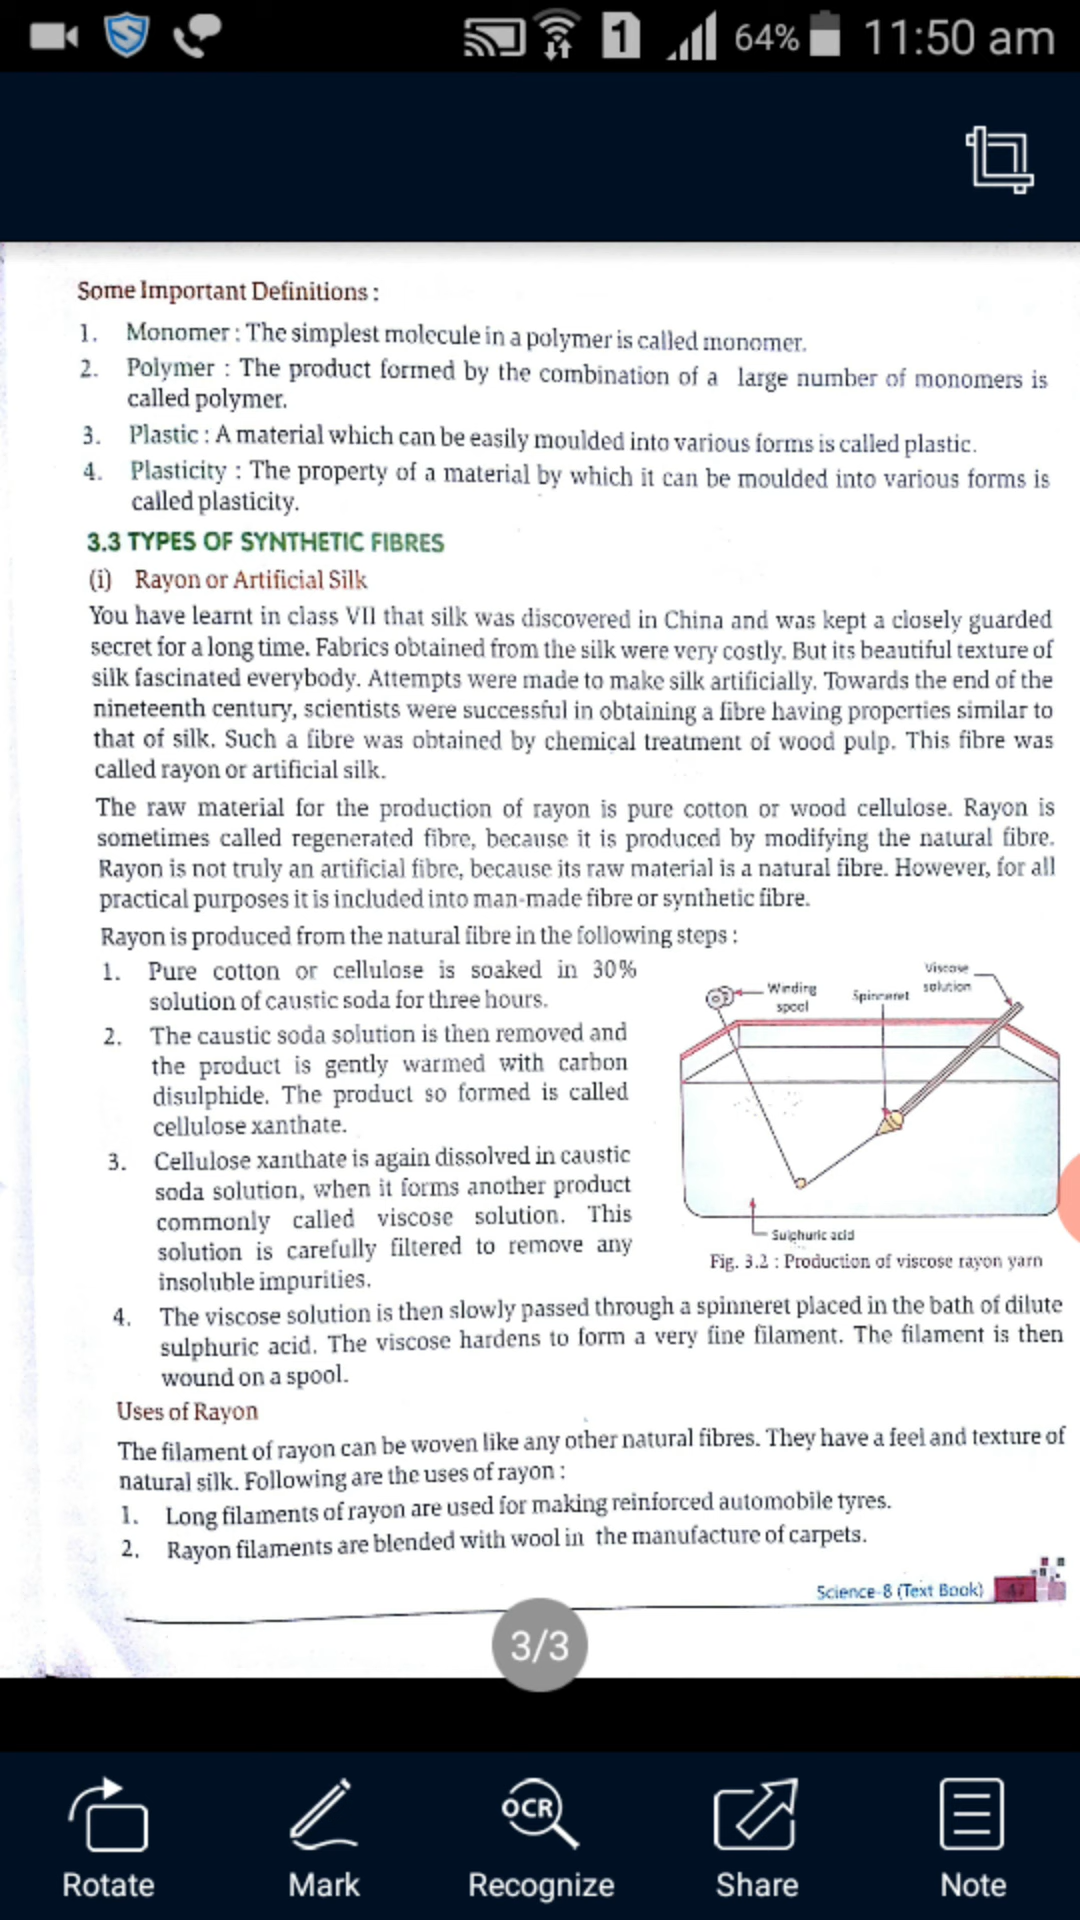 1
64%
11:50 am
Some Important Definitions :
1. Monomer : The simplest molecule in a polymer is called monomer.
2. Polymer : The product formed by the combination of a large number of monomers is
called polymer.
3. Plastic : A material which can be easily moulded into various forms is called plastic.
4. Plasticity : The property of a material by which it can be moulded into various forms is
called plasticity.
3.3 TYPES OF SYNTHETIC FIBRES
(i) Rayon or Artificial Silk
You have learnt in class VII that silk was discovered in China and was kept a closely guarded
secret for a long time. Fabrics obtained from the silk were very costly. But its beautiful texture of
silk fascinated everybody. Attempts were made to make silk artificially. Towards the end of the
nineteenth century, scientists were successful in obtaining a fibre having properties similar to
that of silk. Such a fibre was obtained by chemical treatment of wood pulp. This fibre was
called rayon or artificial silk.
The raw material for the production of rayon is pure cotton or wood cellulose. Rayon is
sometimes called regenerated fibre, because it is produced by modifying the natural fibre.
Rayon is not truly an artificial fibre, because its raw material is a natural fibre. However, for all
practical purposes it is included into man-made fibre or synthetic fibre.
Rayon is produced from the natural fibre in the following steps :
1. Pure cotton or cellulose is soaked in 30%
solution of caustic soda for three hours.
2. The caustic soda solution is then removed and
the product is gently warmed with carbon
disulphide. The product so formed is called
cellulose xanthate.
3. Cellulose xanthate is again dissolved in caustic
soda solution, when it forms another product
commonly called viscose solution. This
solution is carefully filtered to remove any
insoluble impurities.
Winding
spool
Spinneret
Viscose
solution
Sulphuric acid
Fig. 3.2 : Production of viscose rayon yarn
4. The viscose solution is then slowly passed through a spinneret placed in the bath of dilute
sulphuric acid. The viscose hardens to form a very fine filament. The filament is then
wound on a spool.
Uses of Rayon
The filament of rayon can be woven like any other natural fibres. They have a feel and texture of
natural silk. Following are the uses of rayon :
1. Long filaments of rayon are used for making reinforced automobile tyres.
2. Rayon filaments are blended with wool in the manufacture of carpets.
Science-8 (Text Book)
3/3
OCR
Rotate
Mark
Recognize
Share
Note